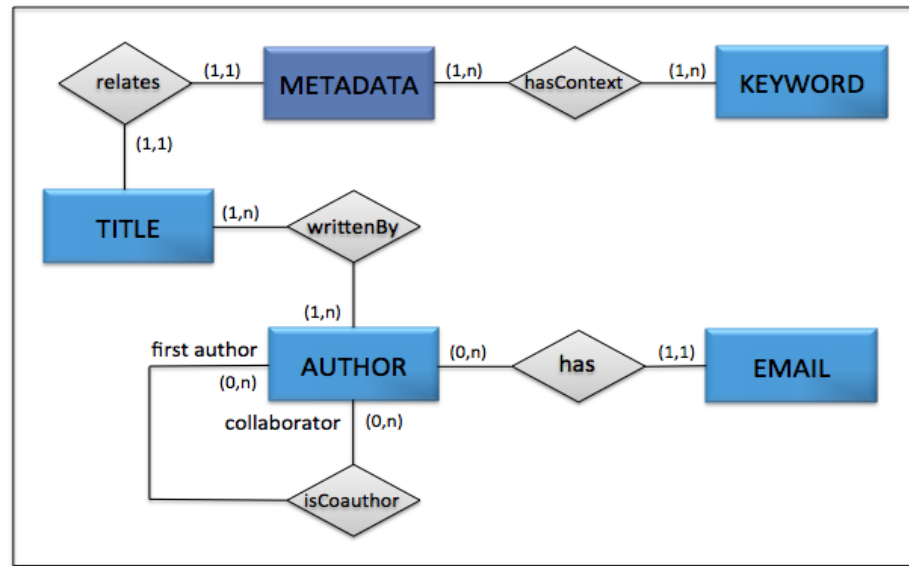 relates
(1,1)
METADATA
(1,n)
hasContext
(1,n)
KEYWORD
(1,1)
TITLE
(1,n)
writtenBy
(1,n)
first author
(0,n)
AUTHOR
(0,n)
has
(1,1)
EMAIL
collaborator
(0,n)
isCoauthor